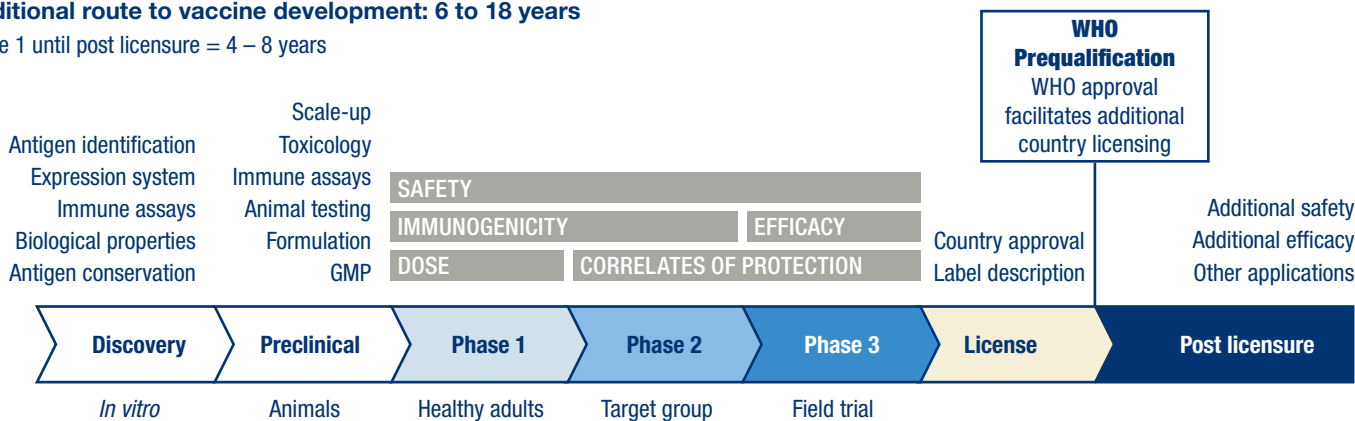 ditional route to vaccine development: 6 to 18 years
e 1 until post licensure = 4 – 8 years
WHO
Prequalification
WHO approval
facilitates additional
country licensing
Antigen identification
Expression system
Immune assays
Biological properties
Antigen conservation
Scale-up
Toxicology
Immune assays
Animal testing
Formulation
GMP
SAFETY
IMMUNOGENICITY
EFFICACY
DOSE
CORRELATES OF PROTECTION
Country approval
Label description
Additional safety
Additional efficacy
Other applications
Discovery
Preclinical
Phase 1
Phase 2
Phase 3
License
Post licensure
In vitro
Animals
Healthy adults
Target group
Field trial